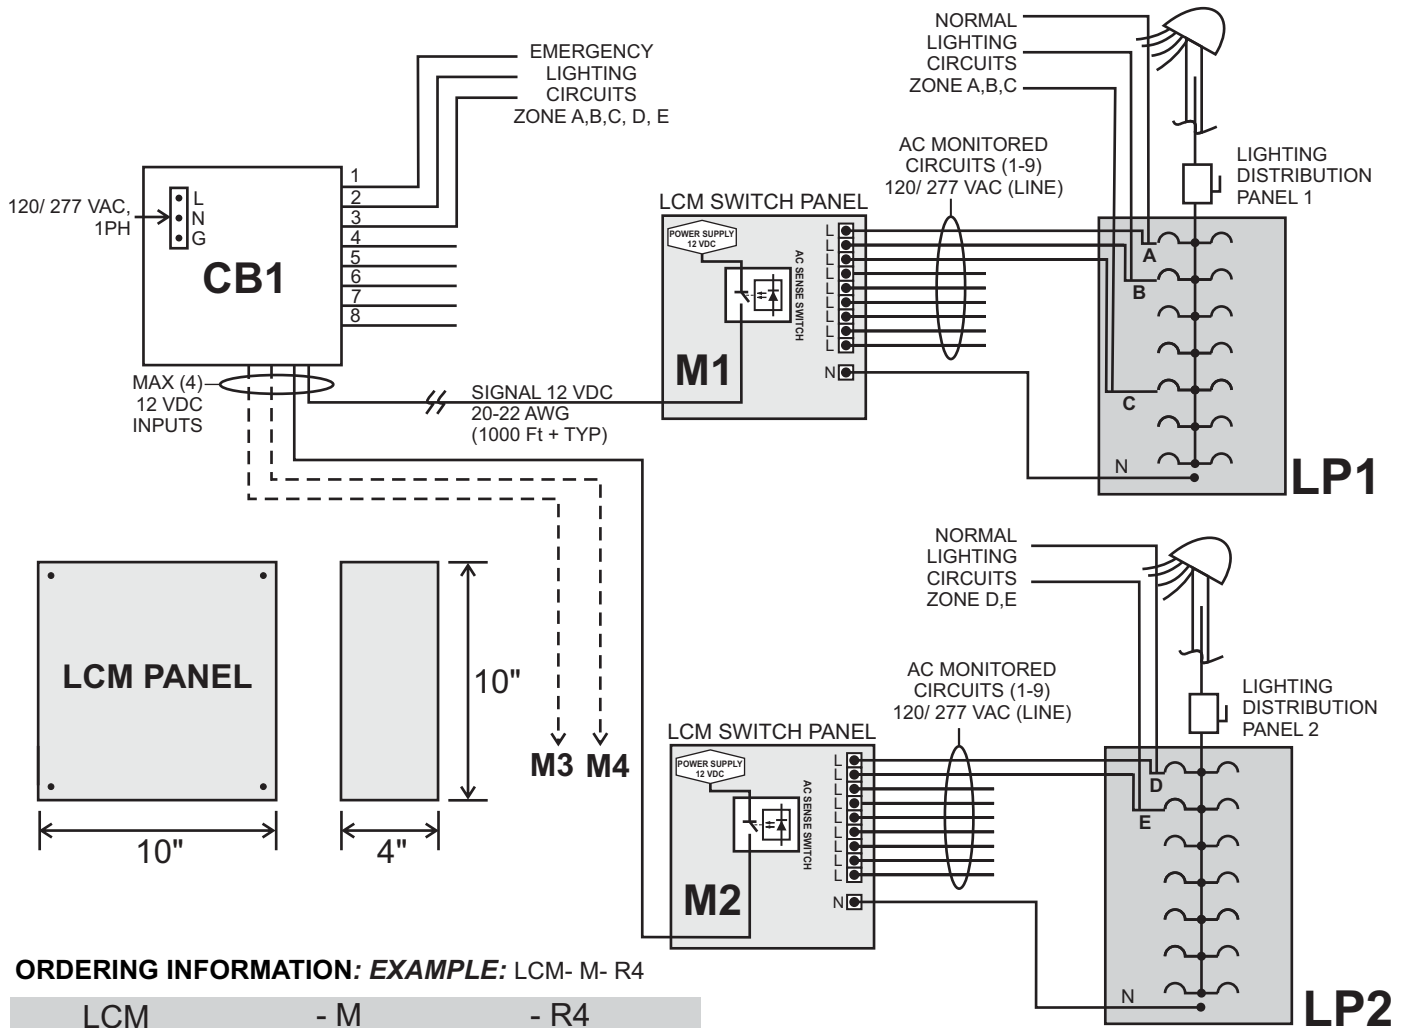 EMERGENCY
LIGHTING
CIRCUITS
ZONE A,B,C, D, E
NORMAL
LIGHTING
CIRCUITS
ZONE A,B,C
AC MONITORED
CIRCUITS (1-9)
120/ 277 VAC (LINE)
LIGHTING
DISTRIBUTION
PANEL 1
120/ 277 VAC,
1PH
L
N
G
CB1
1
2
3
4
5
6
7
8
MAX (4)
12 VDC
INPUTS
SIGNAL 12 VDC
20-22 AWG
(1000 Ft + TYP)
LCM SWITCH PANEL
POWER SUPPLY
12 VDC
AC SENSE SWITCH
M1
L
L
L
L
L
L
L
L
L
N
A
B
C
N
LP1
NORMAL
LIGHTING
CIRCUITS
ZONE D,E
AC MONITORED
CIRCUITS (1-9)
120/ 277 VAC (LINE)
LIGHTING
DISTRIBUTION
PANEL 2
LCM PANEL
10"
10"
4"
M3 M4
LCM SWITCH PANEL
POWER SUPPLY
12 VDC
AC SENSE SWITCH
M2
L
L
L
L
L
L
L
L
L
N
D
E
N
LP2
ORDERING INFORMATION: EXAMPLE: LCM- M- R4
LCM - M - R4